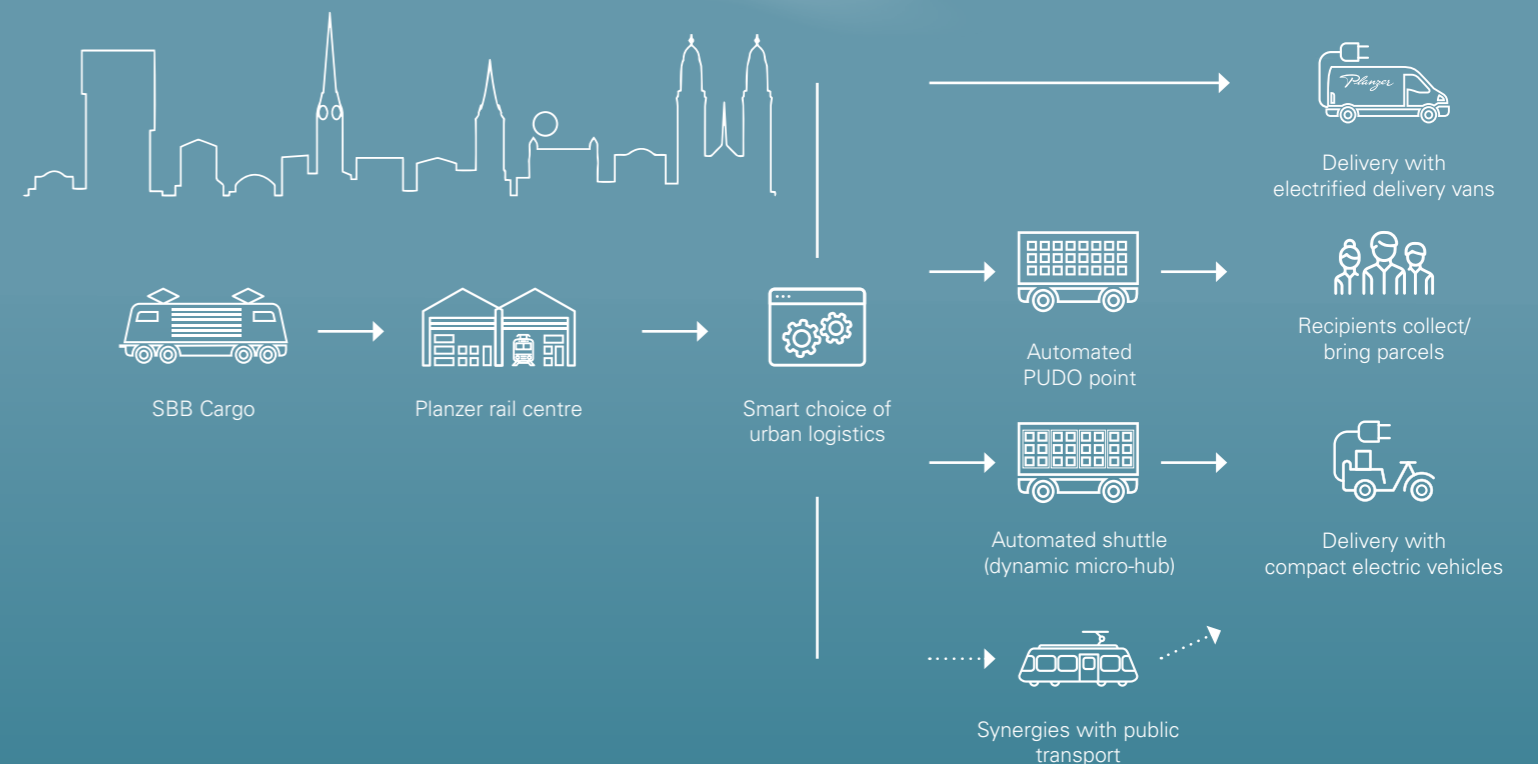 Planzer
Delivery with
electrified delivery vans
Recipients collect/
bring parcels
Automated
PUDO point
SBB Cargo
Planzer rail centre
Smart choice of
urban logistics
Automated shuttle
(dynamic micro-hub)
Delivery with
compact electric vehicles
Synergies with public
transport